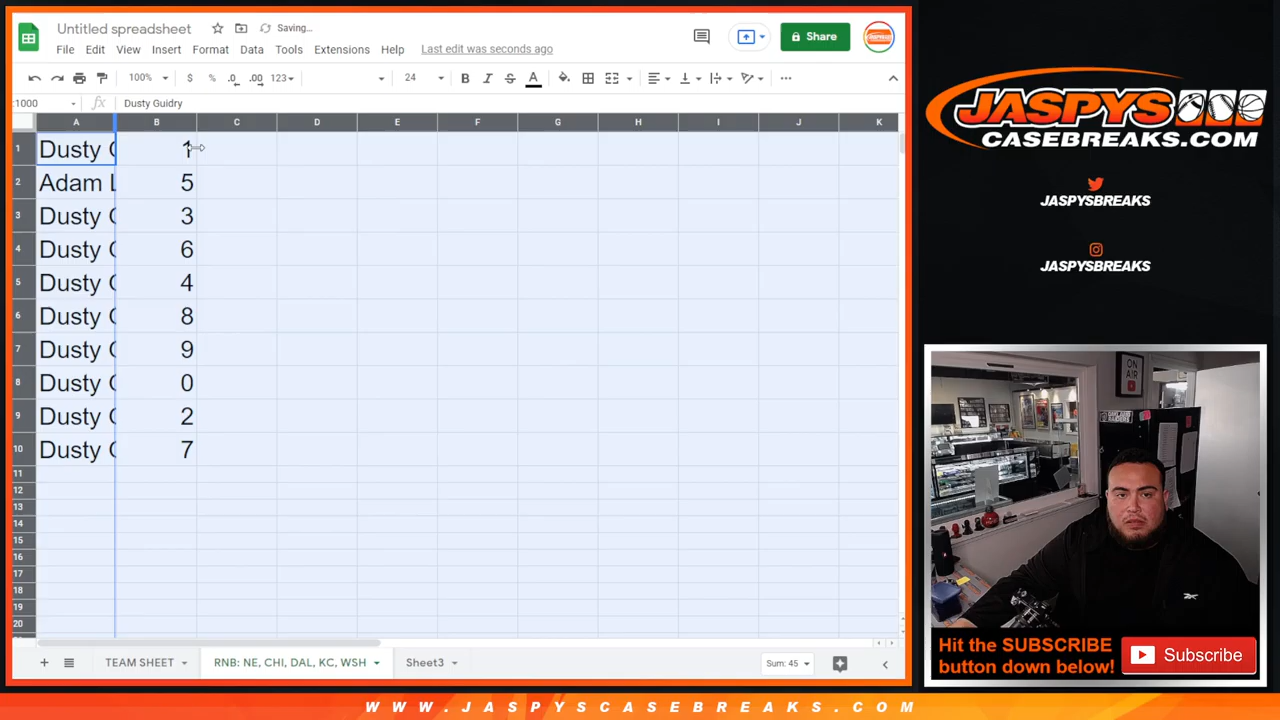 Untitled spreadsheet
Saving...
File Edit View Insert Format Data Tools Extensions Help Last edit was seconds ago
Share
100% $ % .0 .00 123 24 B I S A
:1000 fx Dusty Guidry
A B C D E F G H I J K
1 Dusty G 1
2 Adam L 5
3 Dusty G 3
4 Dusty G 6
5 Dusty G 4
6 Dusty G 8
7 Dusty G 9
8 Dusty G 0
9 Dusty G 2
10 Dusty G 7
11
12
13
14
15
16
17
18
19
20
TEAM SHEET RNB: NE, CHI, DAL, KC, WSH Sheet3 Sum: 45
JASPYS
CASEBREAKS.COM
JASPYSBREAKS
JASPYSBREAKS
ON AIR
Hit the SUBSCRIBE
button down below!
Subscribe
WWW.JASPYSCASEBREAKS.COM